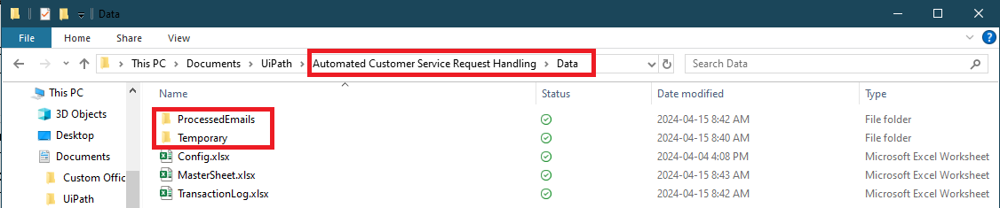 Data
File Home Share View
This PC Documents UiPath Automated Customer Service Request Handling Data Search Data
This PC Name Status Date modified Type
3D Objects ProcessedEmails 2024-04-15 8:42 AM File folder
Desktop Temporary 2024-04-15 8:40 AM File folder
Documents Config.xlsx 2024-04-04 4:08 PM Microsoft Excel Worksheet
Custom Offic MasterSheet.xlsx 2024-04-15 8:43 AM Microsoft Excel Worksheet
UiPath TransactionLog.xlsx 2024-04-15 8:42 AM Microsoft Excel Worksheet